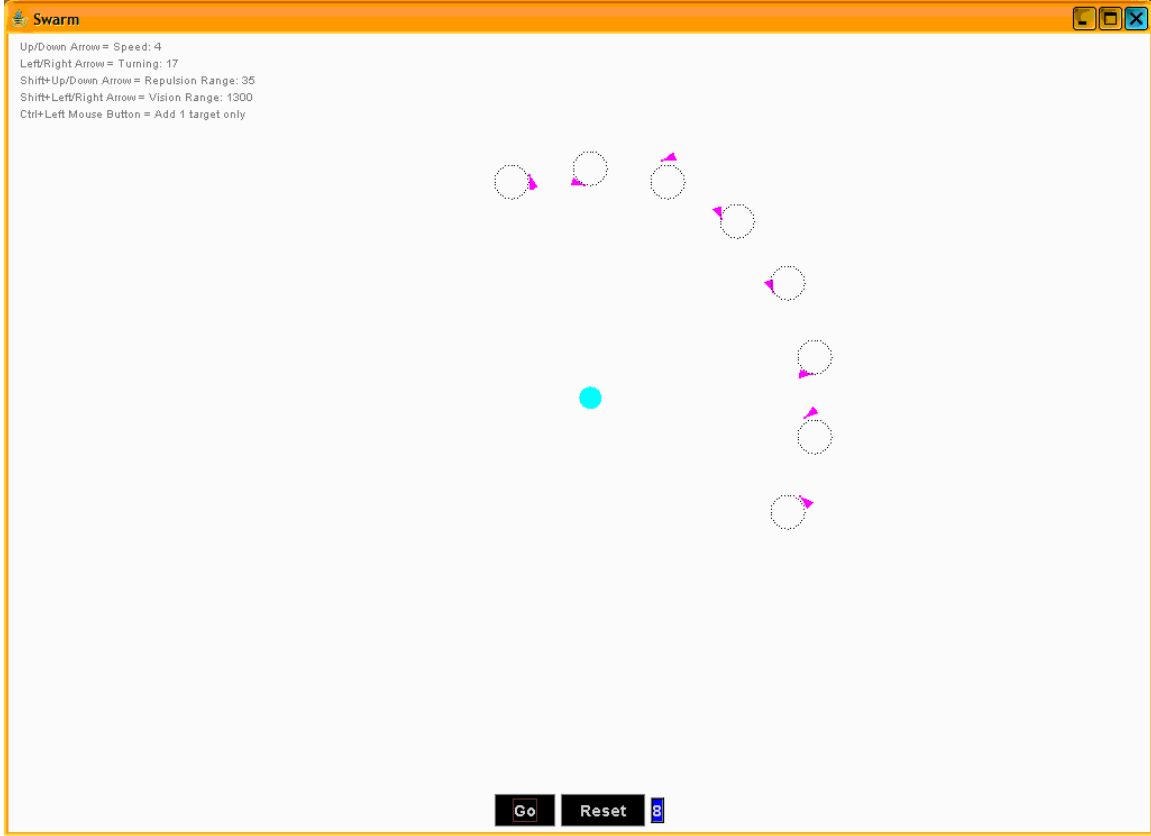 Swarm
Up/Down Arrow = Speed: 4
Left/Right Arrow = Turning: 17
Shift+Up/Down Arrow = Repulsion Range: 35
Shift+Left/Right Arrow = Vision Range: 1300
Ctrl+Left Mouse Button = Add 1 target only
Go Reset 8